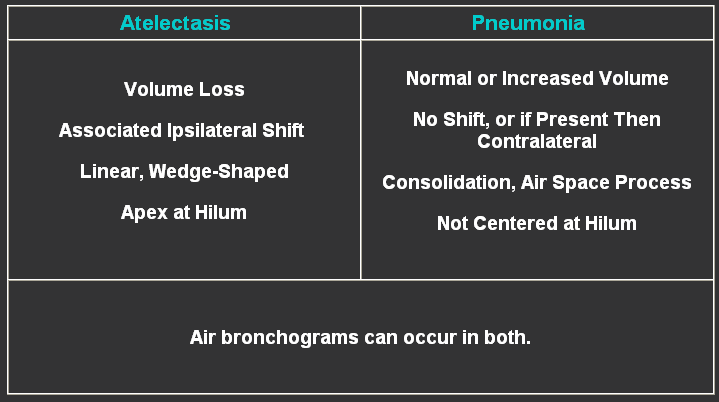 Atelectasis
Pneumonia
Volume Loss
Associated Ipsilateral Shift
Linear, Wedge-Shaped
Apex at Hilum
Normal or Increased Volume
No Shift, or if Present Then
Contralateral
Consolidation, Air Space Process
Not Centered at Hilum
Air bronchograms can occur in both.